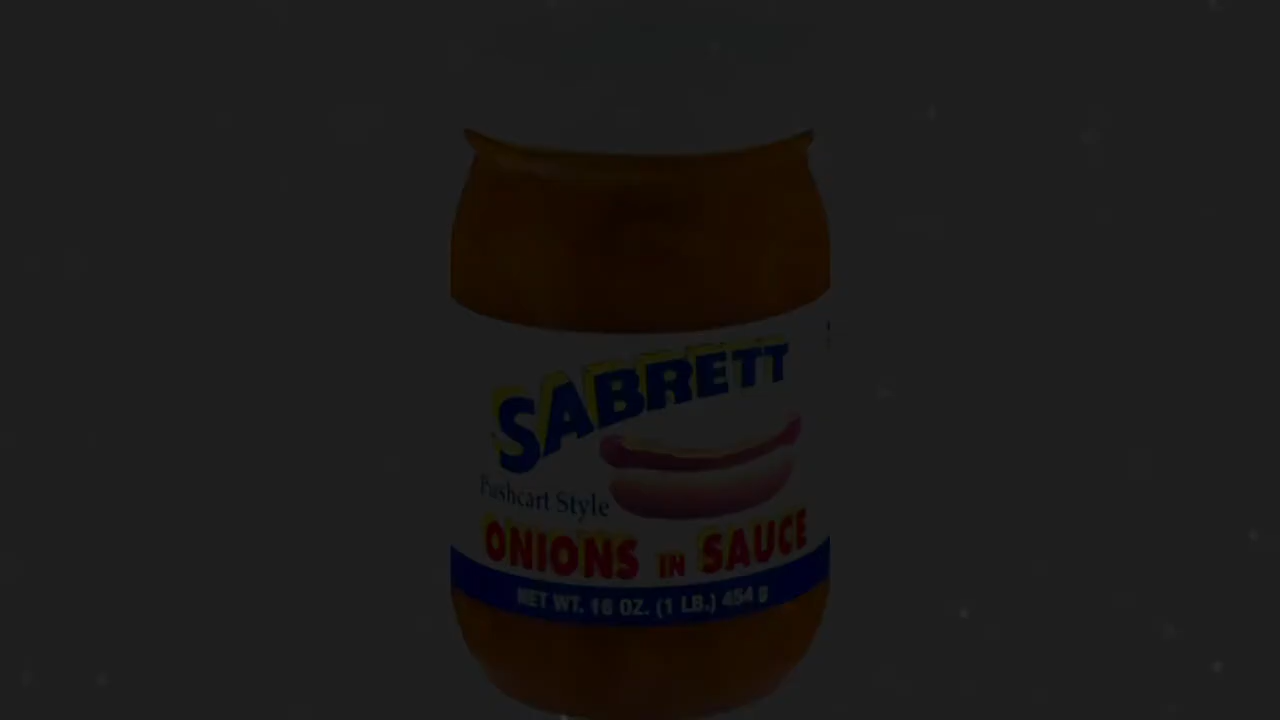 SABRETT
Pushcart Style
ONIONS IN SAUCE
NET WT. 16 OZ. (1 LB.) 454 g